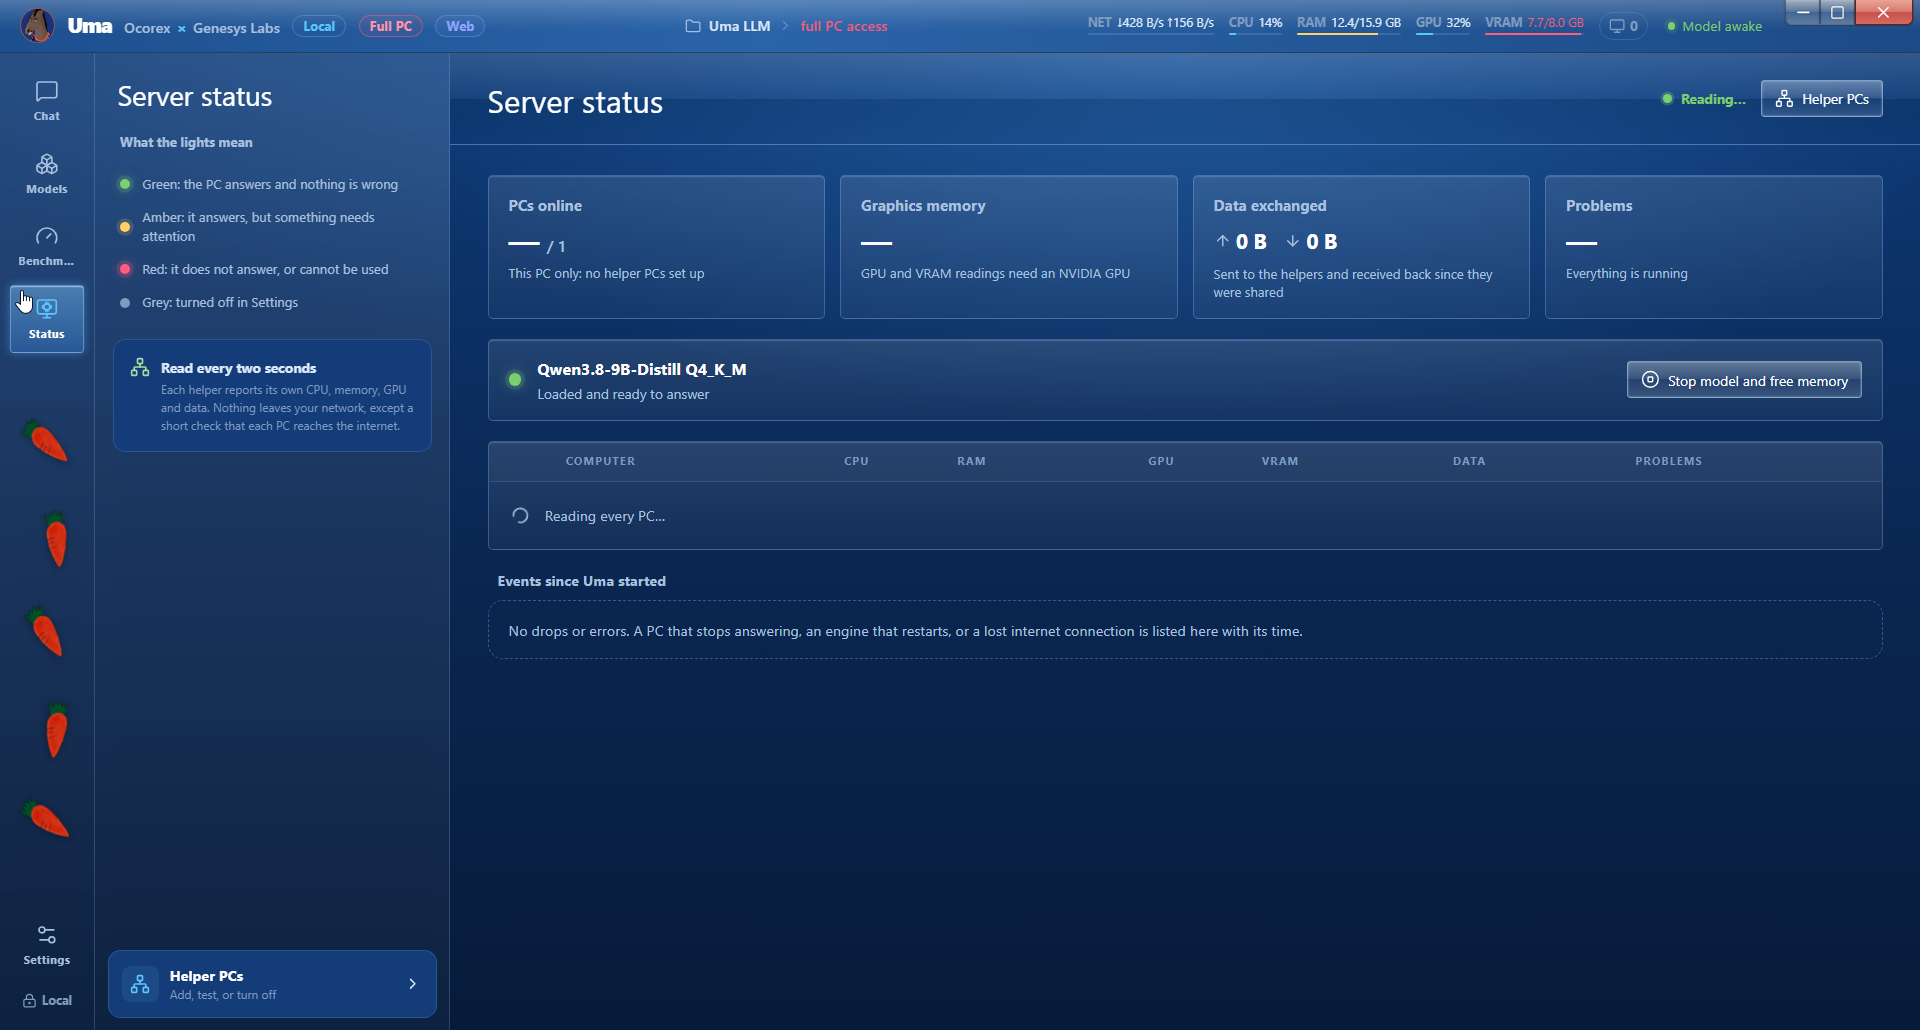 Uma Ocorex × Genesys Labs Local Full PC Web
Uma LLM > full PC access
NET ↓428 B/s ↑156 B/s CPU 14% RAM 12.4/15.9 GB GPU 32% VRAM 7.7/8.0 GB 0 Model awake
Chat
Models
Benchm...
Status
Settings
Local
Server status
What the lights mean
Green: the PC answers and nothing is wrong
Amber: it answers, but something needs
attention
Red: it does not answer, or cannot be used
Grey: turned off in Settings
Read every two seconds
Each helper reports its own CPU, memory, GPU
and data. Nothing leaves your network, except a
short check that each PC reaches the internet.
Helper PCs
Add, test, or turn off
Server status
Reading... Helper PCs
PCs online
— / 1
This PC only: no helper PCs set up
Graphics memory
—
GPU and VRAM readings need an NVIDIA GPU
Data exchanged
↑ 0 B ↓ 0 B
Sent to the helpers and received back since they
were shared
Problems
—
Everything is running
Qwen3.8-9B-Distill Q4_K_M
Loaded and ready to answer
Stop model and free memory
COMPUTER CPU RAM GPU VRAM DATA PROBLEMS
Reading every PC...
Events since Uma started
No drops or errors. A PC that stops answering, an engine that restarts, or a lost internet connection is listed here with its time.